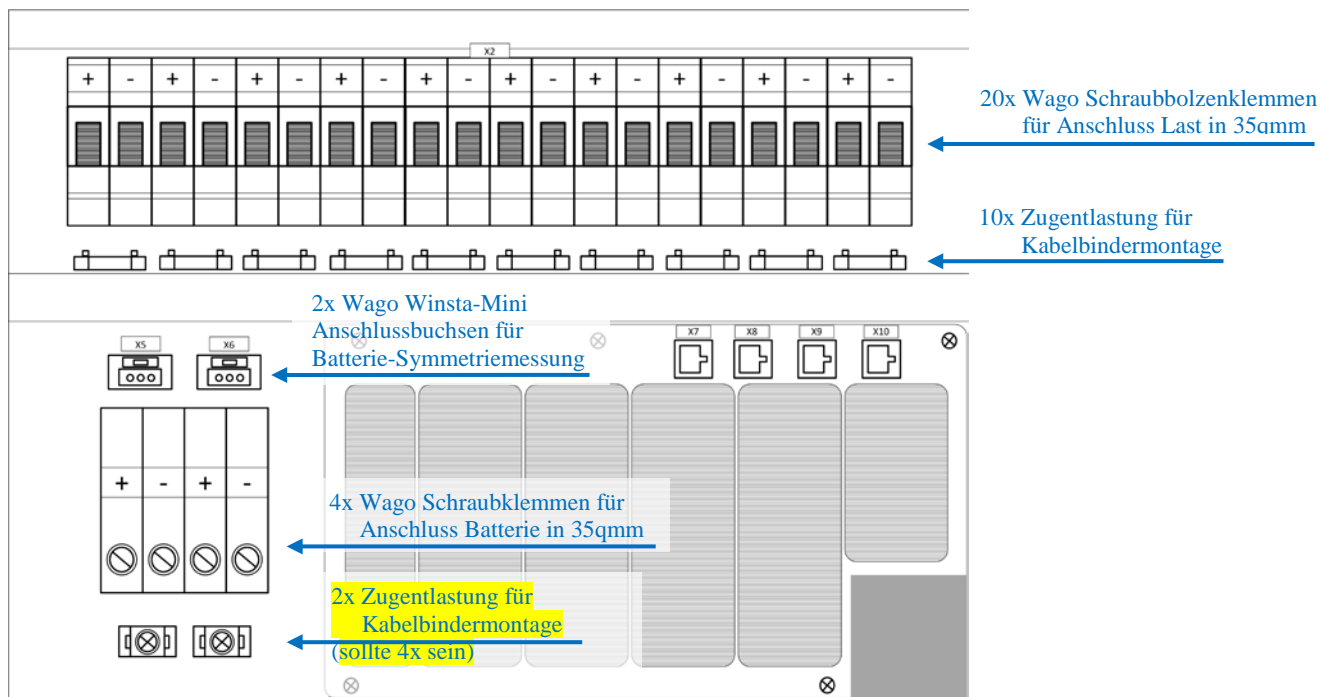 X2
+ - + - + - + - + - + - + - + - + - + -
20x Wago Schraubbolzenklemmen
für Anschluss Last in 35qmm
10x Zugentlastung für
Kabelbindermontage
2x Wago Winsta-Mini
Anschlussbuchsen für
Batterie-Symmetriemessung
X5 X6
X7 X8 X9 X10
+ - + -
4x Wago Schraubklemmen für
Anschluss Batterie in 35qmm
2x Zugentlastung für
Kabelbindermontage
(sollte 4x sein)